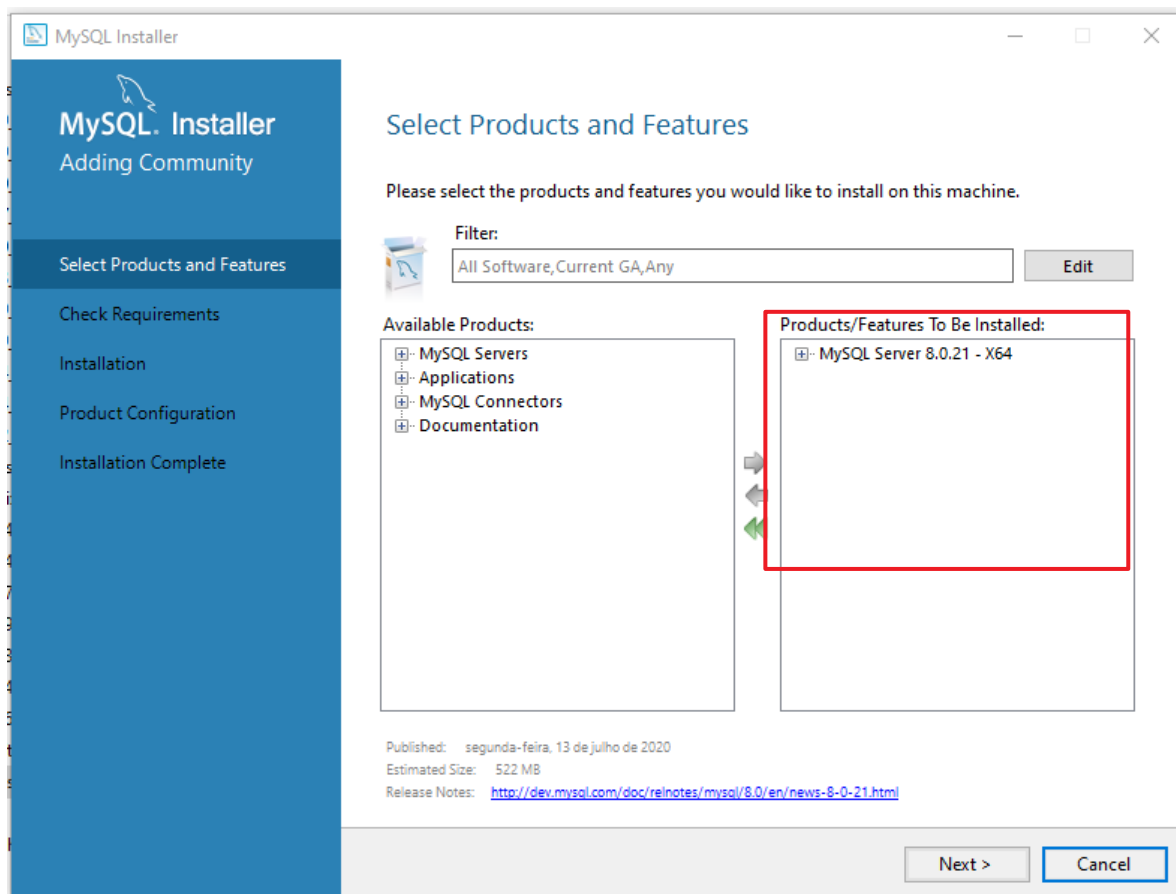 MySQL Installer
MySQL. Installer
Adding Community
Select Products and Features
Check Requirements
Installation
Product Configuration
Installation Complete
Select Products and Features
Please select the products and features you would like to install on this machine.
Filter:
All Software,Current GA,Any
Edit
Available Products:
MySQL Servers
Applications
MySQL Connectors
Documentation
Products/Features To Be Installed:
MySQL Server 8.0.21 - X64
Published: segunda-feira, 13 de julho de 2020
Estimated Size: 522 MB
Release Notes: http://dev.mysql.com/doc/relnotes/mysql/8.0/en/news-8-0-21.html
Next >
Cancel